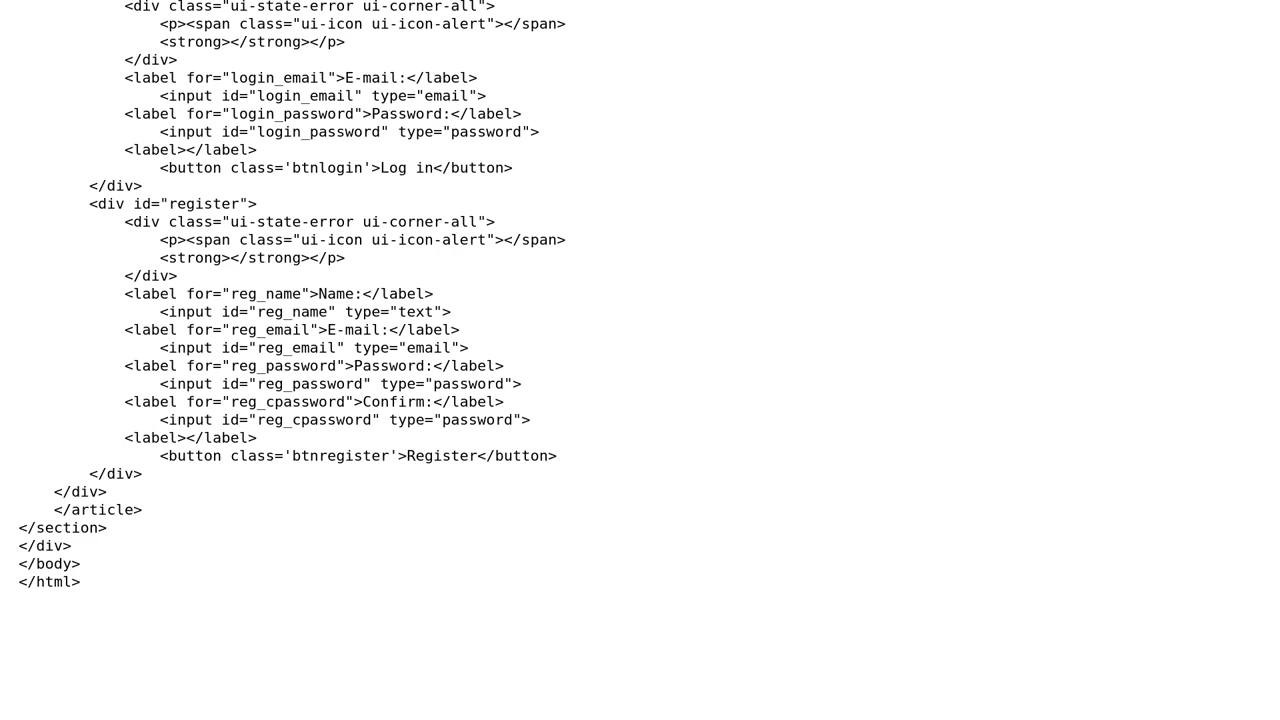 <div class="ui-state-error ui-corner-all">
<p><span class="ui-icon ui-icon-alert"></span>
<strong></strong></p>
</div>
<label for="login_email">E-mail:</label>
<input id="login_email" type="email">
<label for="login_password">Password:</label>
<input id="login_password" type="password">
<label></label>
<button class='btnlogin'>Log in</button>
</div>
<div id="register">
<div class="ui-state-error ui-corner-all">
<p><span class="ui-icon ui-icon-alert"></span>
<strong></strong></p>
</div>
<label for="reg_name">Name:</label>
<input id="reg_name" type="text">
<label for="reg_email">E-mail:</label>
<input id="reg_email" type="email">
<label for="reg_password">Password:</label>
<input id="reg_password" type="password">
<label for="reg_cpassword">Confirm:</label>
<input id="reg_cpassword" type="password">
<label></label>
<button class='btnregister'>Register</button>
</div>
</div>
</article>
</section>
</div>
</body>
</html>